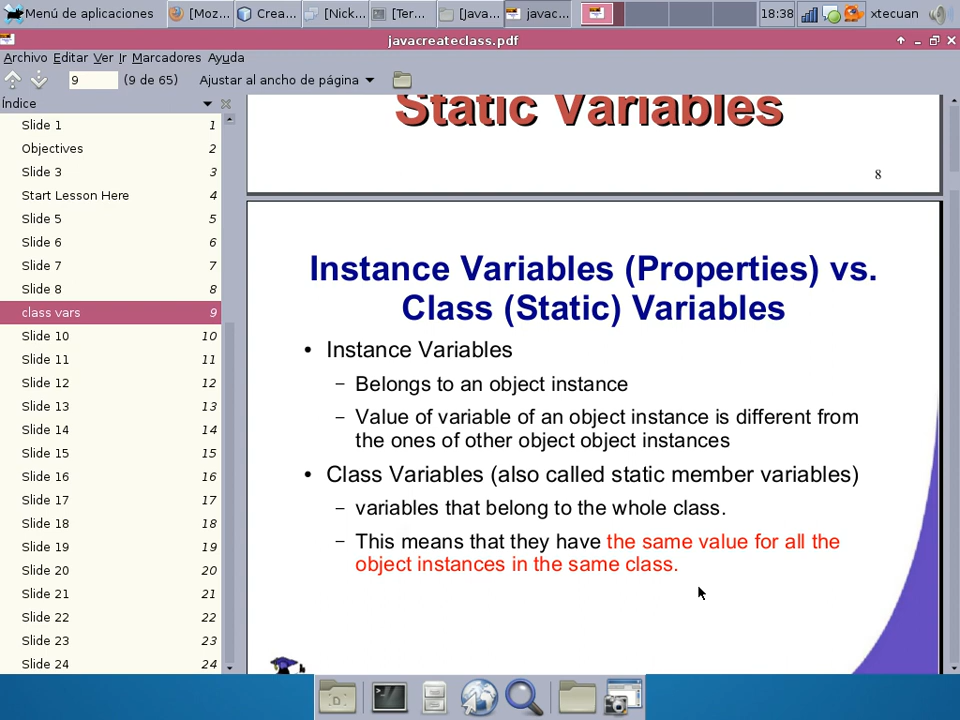 Menú de aplicaciones [Moz... Crea... [Nick... [Ter... [Java... javac... 18:38 xtecuan
javacreateclass.pdf
Archivo Editar Ver Ir Marcadores Ayuda
9 (9 de 65) Ajustar al ancho de página
Índice
Slide 1 1
Objectives 2
Slide 3 3
Start Lesson Here 4
Slide 5 5
Slide 6 6
Slide 7 7
Slide 8 8
class vars 9
Slide 10 10
Slide 11 11
Slide 12 12
Slide 13 13
Slide 14 14
Slide 15 15
Slide 16 16
Slide 17 17
Slide 18 18
Slide 19 19
Slide 20 20
Slide 21 21
Slide 22 22
Slide 23 23
Slide 24 24
Static Variables
8
Instance Variables (Properties) vs.
Class (Static) Variables
• Instance Variables
– Belongs to an object instance
– Value of variable of an object instance is different from
the ones of other object object instances
• Class Variables (also called static member variables)
– variables that belong to the whole class.
– This means that they have the same value for all the
object instances in the same class.